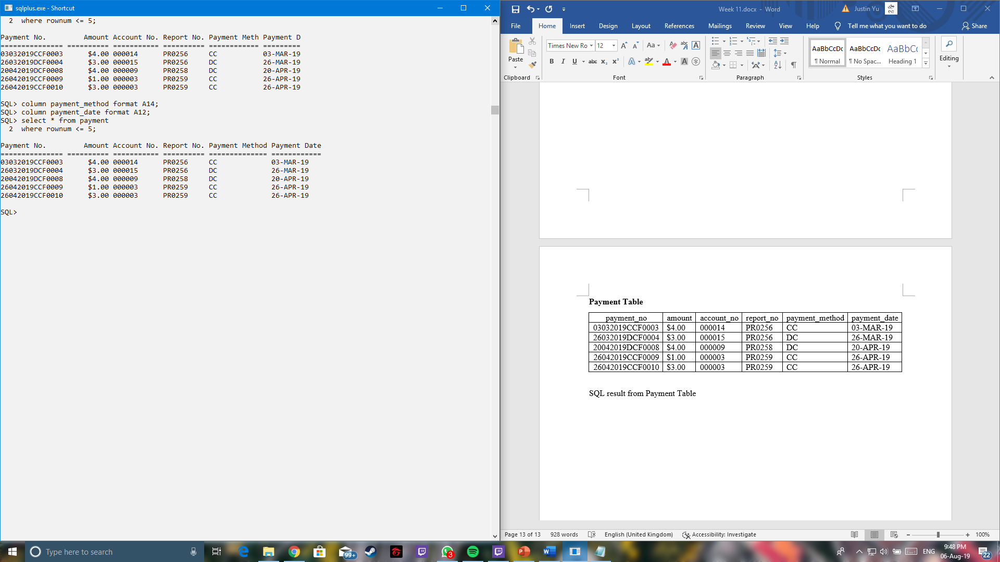 sqlplus.exe - Shortcut
  2  where rownum <= 5;
Payment No.         Amount Account No. Report No. Payment Meth Payment D
=============== ========== =========== ========== ============ =========
03032019CCF0003      $4.00 000014      PR0256     CC           03-MAR-19
26032019DCF0004      $3.00 000015      PR0256     DC           26-MAR-19
20042019DCF0008      $4.00 000009      PR0258     DC           20-APR-19
26042019CCF0009      $1.00 000003      PR0259     CC           26-APR-19
26042019CCF0010      $3.00 000003      PR0259     CC           26-APR-19
SQL> column payment_method format A14;
SQL> column payment_date format A12;
SQL> select * from payment
  2  where rownum <= 5;
Payment No.         Amount Account No. Report No. Payment Method Payment Date
=============== ========== =========== ========== ============== ============
03032019CCF0003      $4.00 000014      PR0256     CC             03-MAR-19
26032019DCF0004      $3.00 000015      PR0256     DC             26-MAR-19
20042019DCF0008      $4.00 000009      PR0258     DC             20-APR-19
26042019CCF0009      $1.00 000003      PR0259     CC             26-APR-19
26042019CCF0010      $3.00 000003      PR0259     CC             26-APR-19
SQL>
Week 11.docx - Word
Justin Yu
File Home Insert Design Layout References Mailings Review View Help Tell me what you want to do Share
Times New Ro 12 Aa abc A
Paste
B I U abc x₂ x² A A A
AaBbCcDc AaBbCcDc AaBbCc
¶ Normal ¶ No Spac... Heading 1
Editing
Clipboard Font Paragraph Styles
Payment Table
payment_no amount account_no report_no payment_method payment_date
03032019CCF0003 $4.00 000014 PR0256 CC 03-MAR-19
26032019DCF0004 $3.00 000015 PR0256 DC 26-MAR-19
20042019DCF0008 $4.00 000009 PR0258 DC 20-APR-19
26042019CCF0009 $1.00 000003 PR0259 CC 26-APR-19
26042019CCF0010 $3.00 000003 PR0259 CC 26-APR-19
SQL result from Payment Table
Page 13 of 13 928 words English (United Kingdom) Accessibility: Investigate 100%
Type here to search
99+
3
ENG
9:48 PM
06-Aug-19
22